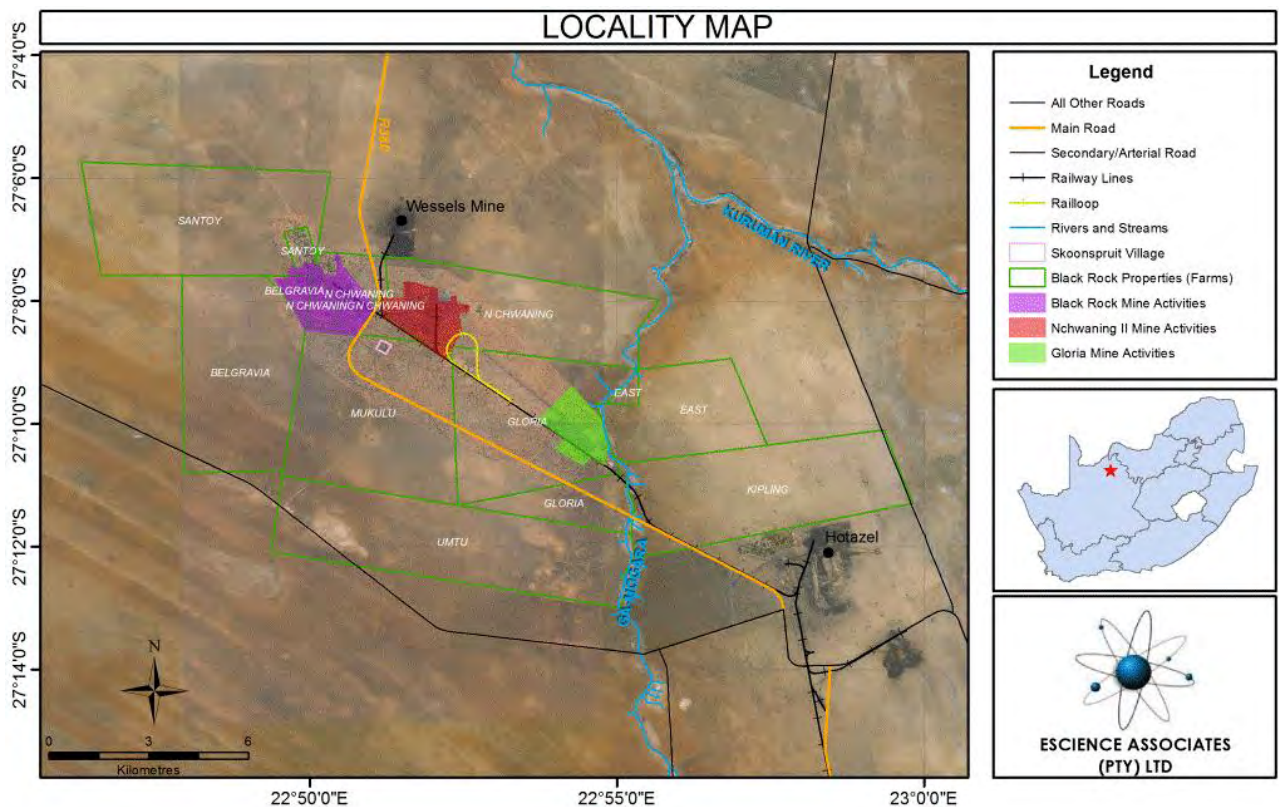 LOCALITY MAP
27°4'0"S
27°6'0"S
27°8'0"S
27°10'0"S
27°12'0"S
27°14'0"S
R380
Wessels Mine
SANTOY
SANTOY
KURUMAN RIVER
BELGRAVIA
N CHWANING
N CHWANING
N CHWANING
N CHWANING
BELGRAVIA
MUKULU
GLORIA
EAST
EAST
KIPLING
GLORIA
UMTU
Hotazel
N
0 3 6
Kilometres
22°50'0"E
22°55'0"E
23°0'0"E
Legend
All Other Roads
Main Road
Secondary/Arterial Road
Railway Lines
Railloop
Rivers and Streams
Skoonspruit Village
Black Rock Properties (Farms)
Black Rock Mine Activities
Nchwaning II Mine Activities
Gloria Mine Activities
ESCIENCE ASSOCIATES
(PTY) LTD